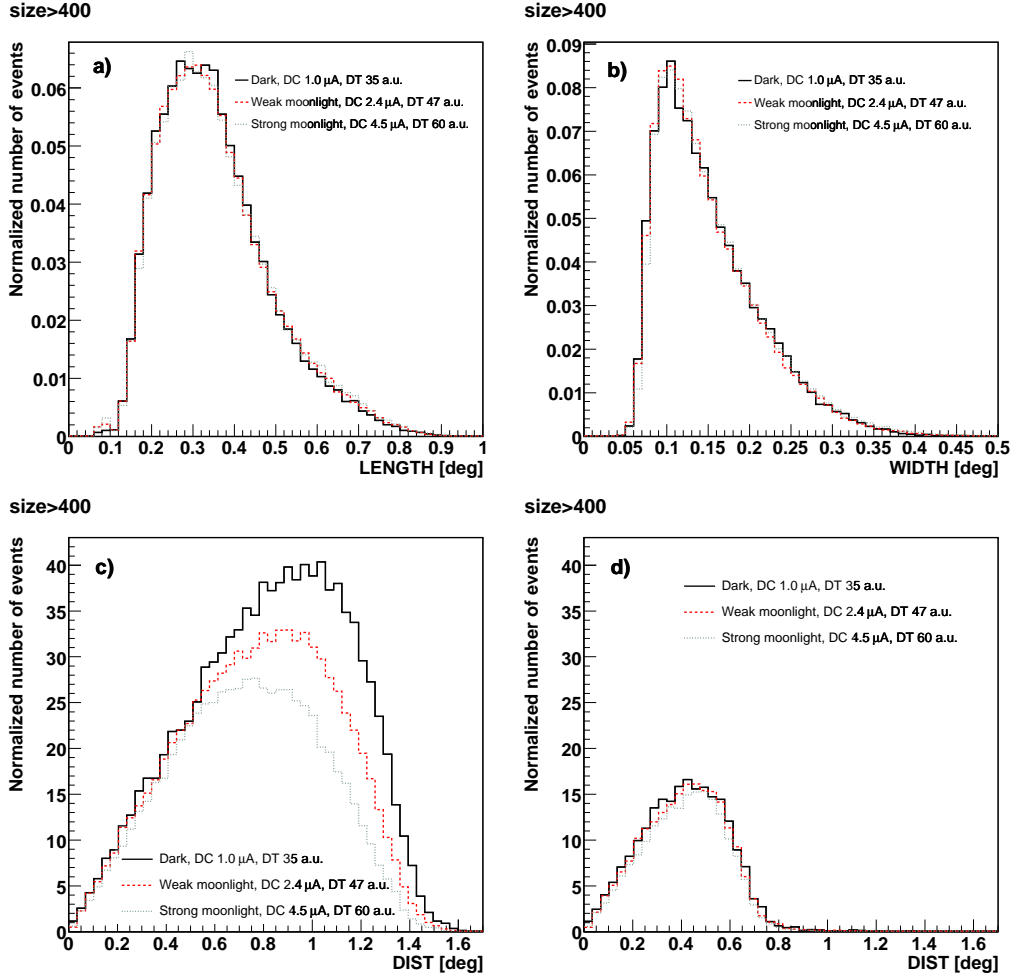 size>400
a)
Normalized number of events
Dark, DC 1.0 μA, DT 35 a.u.
Weak moonlight, DC 2.4 μA, DT 47 a.u.
Strong moonlight, DC 4.5 μA, DT 60 a.u.
0.06
0.05
0.04
0.03
0.02
0.01
0
0 0.1 0.2 0.3 0.4 0.5 0.6 0.7 0.8 0.9 1
LENGTH [deg]
size>400
b)
Normalized number of events
Dark, DC 1.0 μA, DT 35 a.u.
Weak moonlight, DC 2.4 μA, DT 47 a.u.
Strong moonlight, DC 4.5 μA, DT 60 a.u.
0.09
0.08
0.07
0.06
0.05
0.04
0.03
0.02
0.01
0
0 0.05 0.1 0.15 0.2 0.25 0.3 0.35 0.4 0.45 0.5
WIDTH [deg]
size>400
c)
Normalized number of events
40
35
30
25
20
15
10
5
0
Dark, DC 1.0 μA, DT 35 a.u.
Weak moonlight, DC 2.4 μA, DT 47 a.u.
Strong moonlight, DC 4.5 μA, DT 60 a.u.
0 0.2 0.4 0.6 0.8 1 1.2 1.4 1.6
DIST [deg]
size>400
d)
Normalized number of events
Dark, DC 1.0 μA, DT 35 a.u.
Weak moonlight, DC 2.4 μA, DT 47 a.u.
Strong moonlight, DC 4.5 μA, DT 60 a.u.
40
35
30
25
20
15
10
5
0
0 0.2 0.4 0.6 0.8 1 1.2 1.4 1.6
DIST [deg]